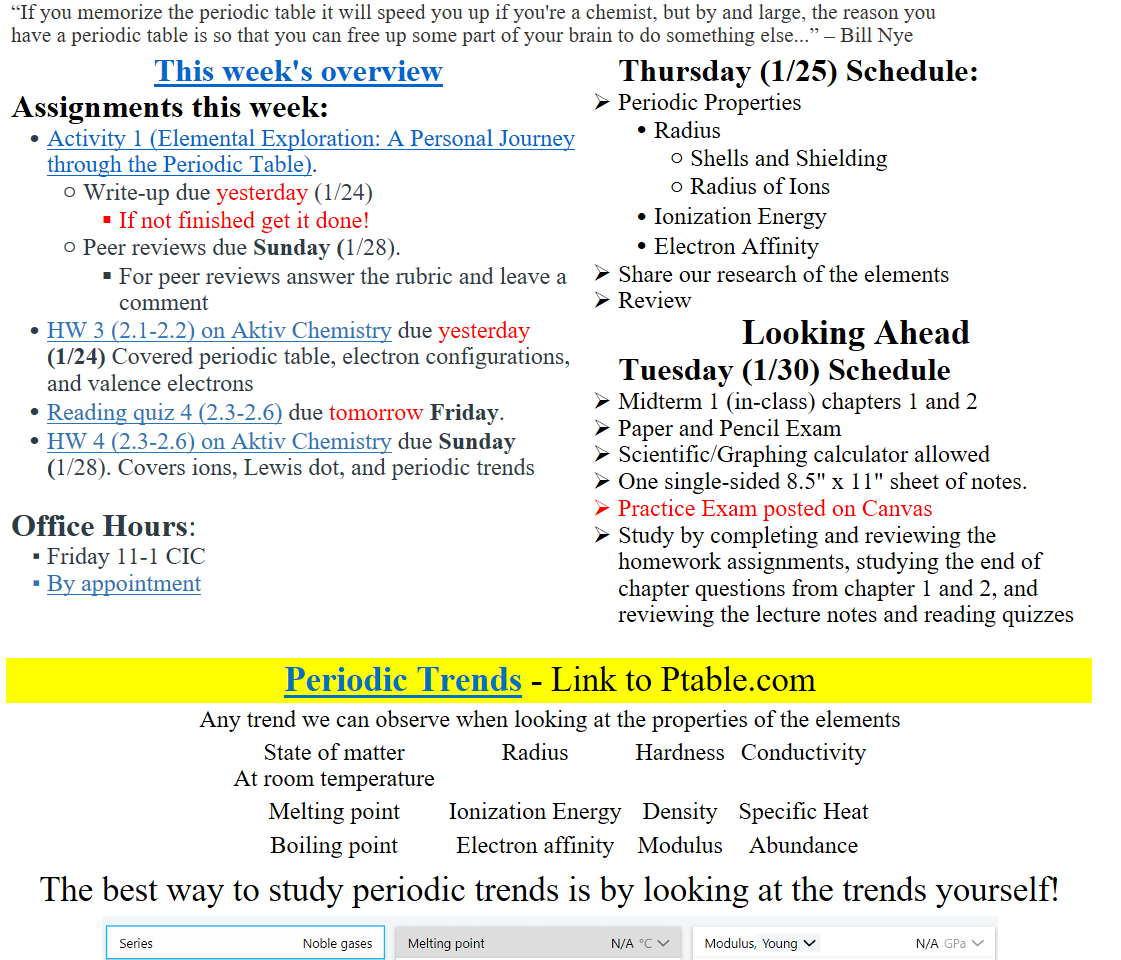 “If you memorize the periodic table it will speed you up if you're a chemist, but by and large, the reason you
have a periodic table is so that you can free up some part of your brain to do something else...” – Bill Nye
This week's overview
Assignments this week:
• Activity 1 (Elemental Exploration: A Personal Journey
through the Periodic Table).
○ Write-up due yesterday (1/24)
▪ If not finished get it done!
○ Peer reviews due Sunday (1/28).
▪ For peer reviews answer the rubric and leave a
comment
• HW 3 (2.1-2.2) on Aktiv Chemistry due yesterday
(1/24) Covered periodic table, electron configurations,
and valence electrons
• Reading quiz 4 (2.3-2.6) due tomorrow Friday.
• HW 4 (2.3-2.6) on Aktiv Chemistry due Sunday
(1/28). Covers ions, Lewis dot, and periodic trends
Office Hours:
▪ Friday 11-1 CIC
▪ By appointment
Thursday (1/25) Schedule:
➢ Periodic Properties
• Radius
○ Shells and Shielding
○ Radius of Ions
• Ionization Energy
• Electron Affinity
➢ Share our research of the elements
➢ Review
Looking Ahead
Tuesday (1/30) Schedule
➢ Midterm 1 (in-class) chapters 1 and 2
➢ Paper and Pencil Exam
➢ Scientific/Graphing calculator allowed
➢ One single-sided 8.5" x 11" sheet of notes.
➢ Practice Exam posted on Canvas
➢ Study by completing and reviewing the
homework assignments, studying the end of
chapter questions from chapter 1 and 2, and
reviewing the lecture notes and reading quizzes
Periodic Trends - Link to Ptable.com
Any trend we can observe when looking at the properties of the elements
State of matter Radius Hardness Conductivity
At room temperature
Melting point Ionization Energy Density Specific Heat
Boiling point Electron affinity Modulus Abundance
The best way to study periodic trends is by looking at the trends yourself!
Series Noble gases Melting point N/A °C Modulus, Young N/A GPa